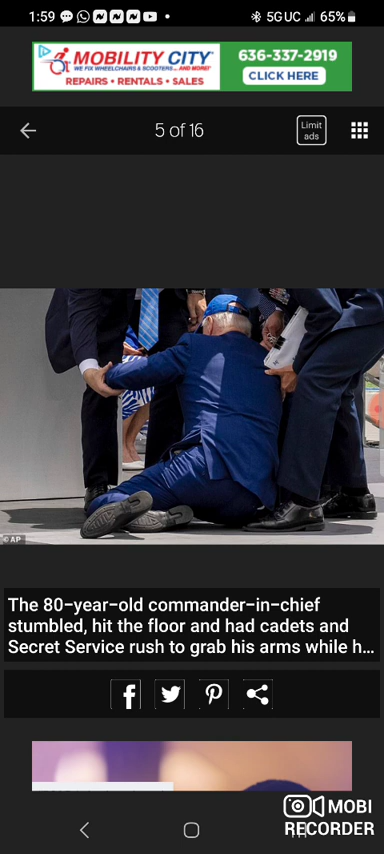 1:59
5G UC 65%
MOBILITY CITY
WE FIX WHEELCHAIRS & SCOOTERS... AND MORE!
REPAIRS • RENTALS • SALES
636-337-2919
CLICK HERE
5 of 16
Limit
ads
© AP
The 80-year-old commander-in-chief
stumbled, hit the floor and had cadets and
Secret Service rush to grab his arms while h...
MOBI
RECORDER